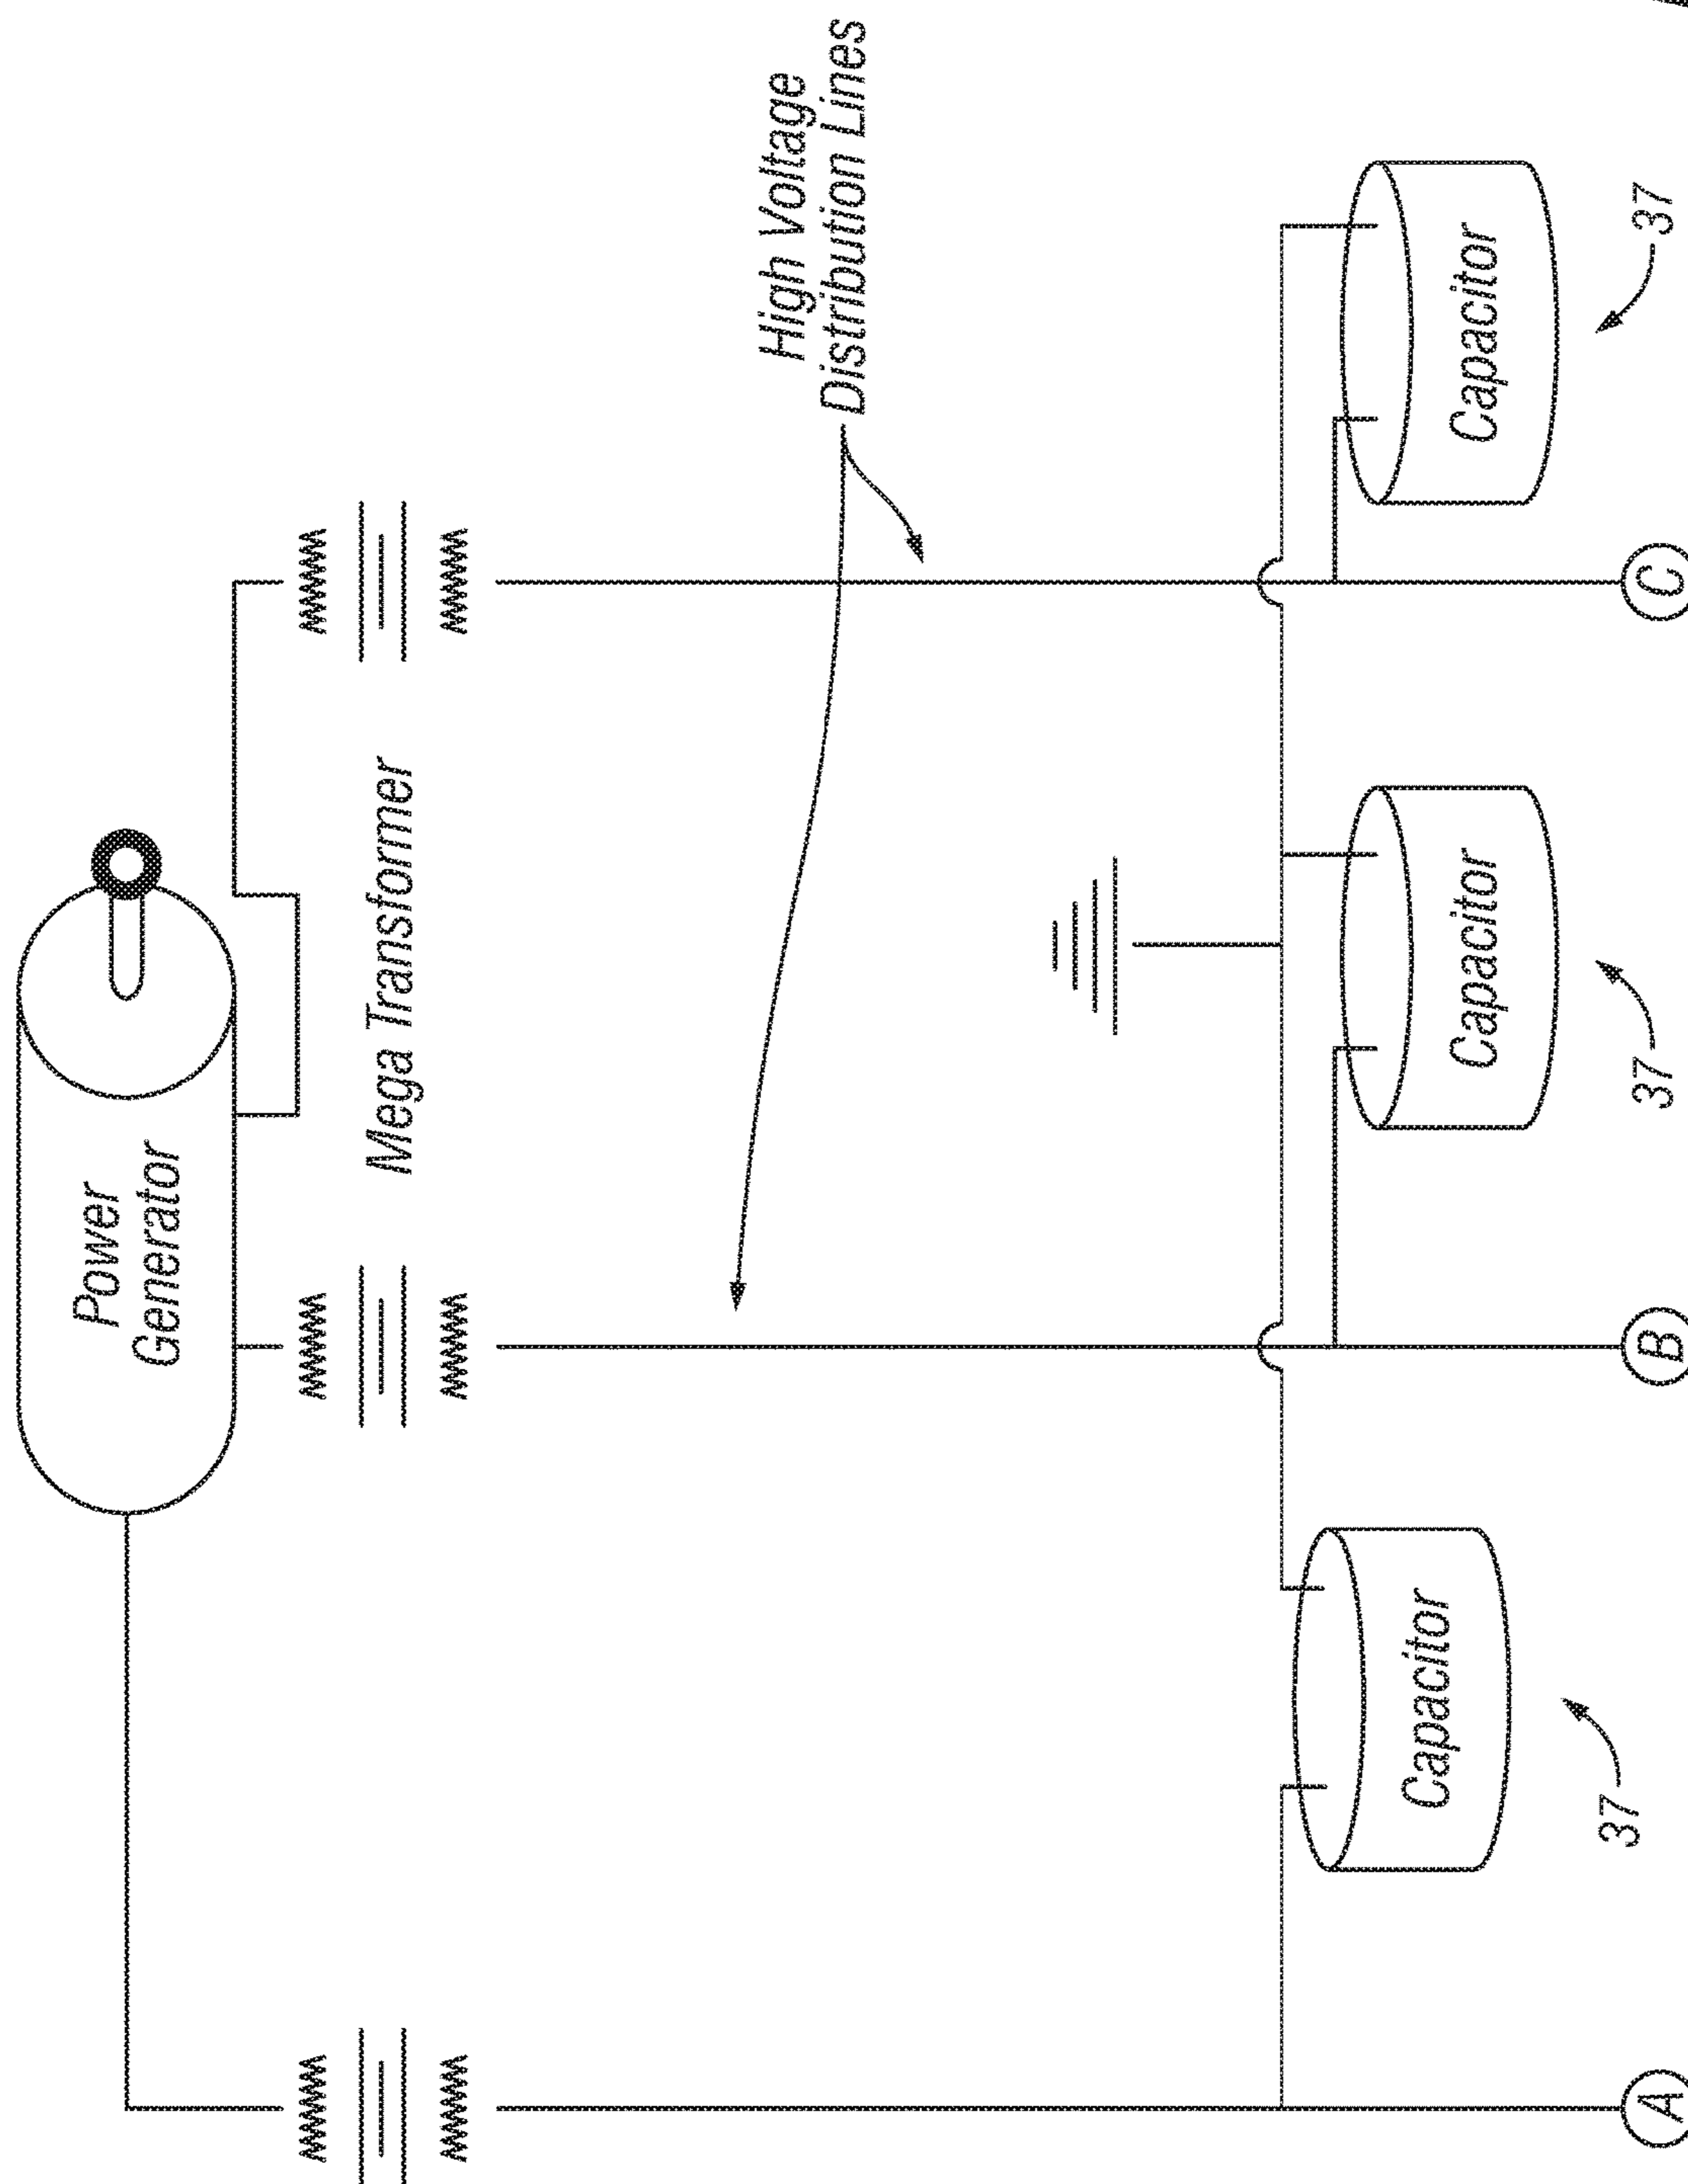 Power
Generator
Mega Transformer
High Voltage
Distribution Lines
Capacitor
37
Capacitor
37
Capacitor
37
A
B
C